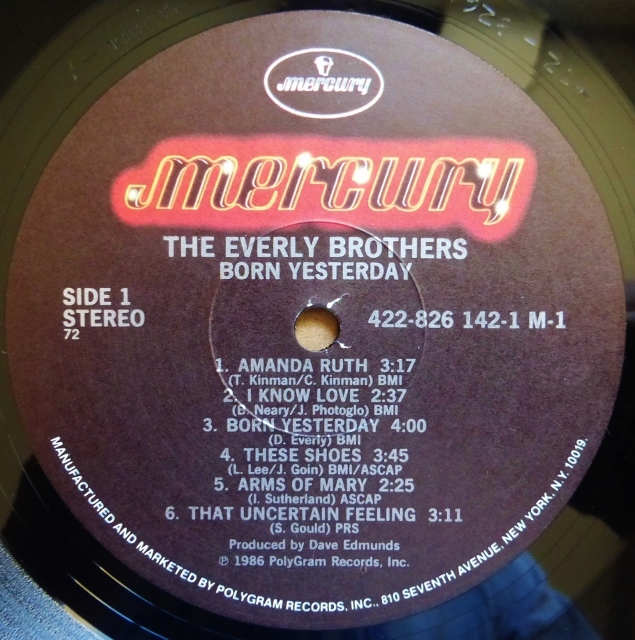 mercury
mercury
THE EVERLY BROTHERS
BORN YESTERDAY
SIDE 1
STEREO
72
422-826 142-1 M-1
1. AMANDA RUTH 3:17
(T. Kinman/C. Kinman) BMI
2. I KNOW LOVE 2:37
(B. Neary/J. Photoglo) BMI
3. BORN YESTERDAY 4:00
(D. Everly) BMI
4. THESE SHOES 3:45
(L. Lee/J. Goin) BMI/ASCAP
5. ARMS OF MARY 2:25
(I. Sutherland) ASCAP
6. THAT UNCERTAIN FEELING 3:11
(S. Gould) PRS
Produced by Dave Edmunds
℗ 1986 PolyGram Records, Inc.
MANUFACTURED AND MARKETED BY POLYGRAM RECORDS, INC., 810 SEVENTH AVENUE, NEW YORK, N.Y. 10019.